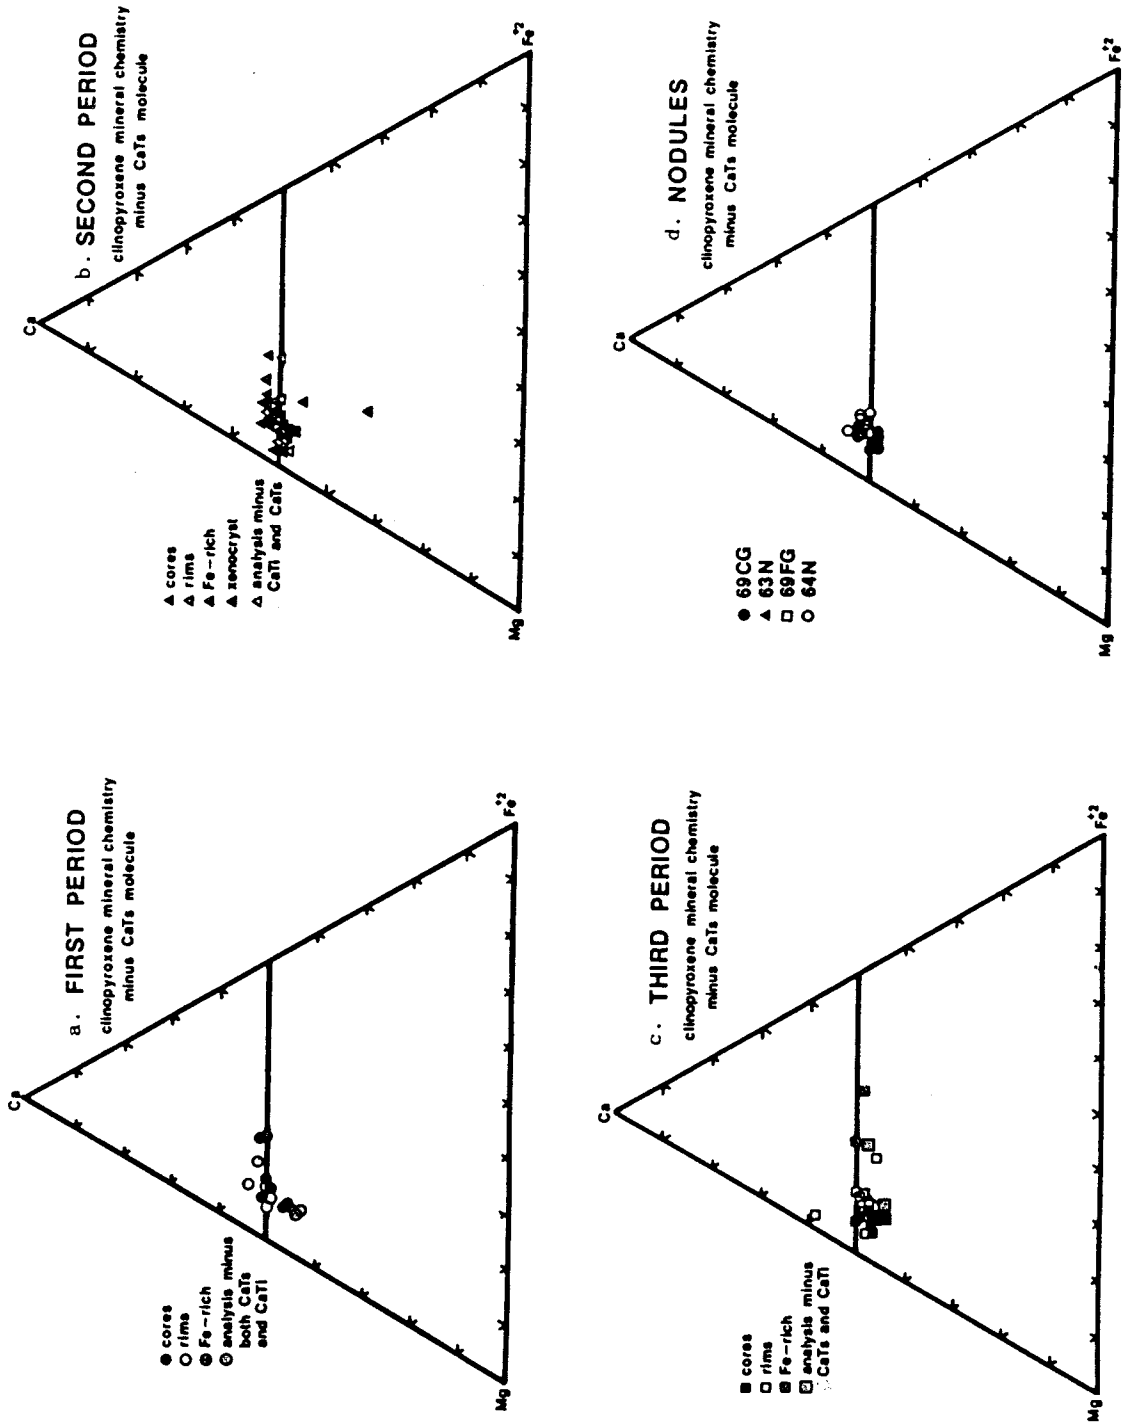 a. FIRST PERIOD
clinopyroxene mineral chemistry
minus CaTs molecule
Ca
Mg
Fe+2
cores
rims
Fe-rich
analysis minus
both CaTs
and CaTi
b. SECOND PERIOD
clinopyroxene mineral chemistry
minus CaTs molecule
Ca
Mg
Fe+2
cores
rims
Fe-rich
xenocryst
analysis minus
CaTi and CaTs
c. THIRD PERIOD
clinopyroxene mineral chemistry
minus CaTs molecule
Ca
Mg
Fe+2
cores
rims
Fe-rich
analysis minus
CaTs and CaTi
d. NODULES
clinopyroxene mineral chemistry
minus CaTs molecule
Ca
Mg
Fe+2
69CG
63N
69FG
64N